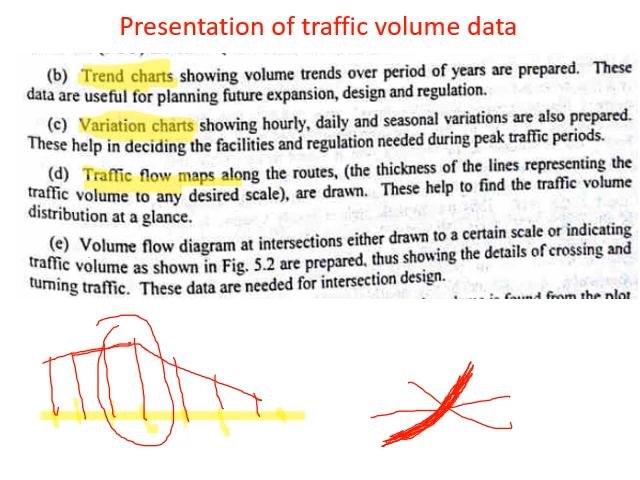 Presentation of traffic volume data
(b) Trend charts showing volume trends over period of years are prepared. These
data are useful for planning future expansion, design and regulation.
(c) Variation charts showing hourly, daily and seasonal variations are also prepared.
These help in deciding the facilities and regulation needed during peak traffic periods.
(d) Traffic flow maps along the routes, (the thickness of the lines representing the
traffic volume to any desired scale), are drawn. These help to find the traffic volume
distribution at a glance.
(e) Volume flow diagram at intersections either drawn to a certain scale or indicating
traffic volume as shown in Fig. 5.2 are prepared, thus showing the details of crossing and
turning traffic. These data are needed for intersection design.
is found from the plot